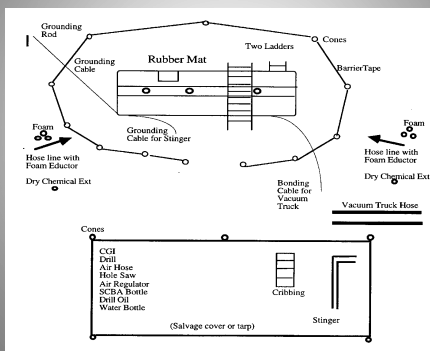 Grounding
Rod
Rubber Mat
Two Ladders
Cones
Grounding
Cable
BarrierTape
Foam
Grounding
Cable for Stinger
Foam
Hose line with
Foam Eductor
Hose line with
Foam Eductor
Dry Chemical Ext
Bonding
Cable for
Vacuum
Truck
Dry Chemical Ext
Vacuum Truck Hose
Cones
CGI
Drill
Air Hose
Hole Saw
Air Regulator
SCBA Bottle
Drill Oil
Water Bottle
Cribbing
Stinger
(Salvage cover or tarp)